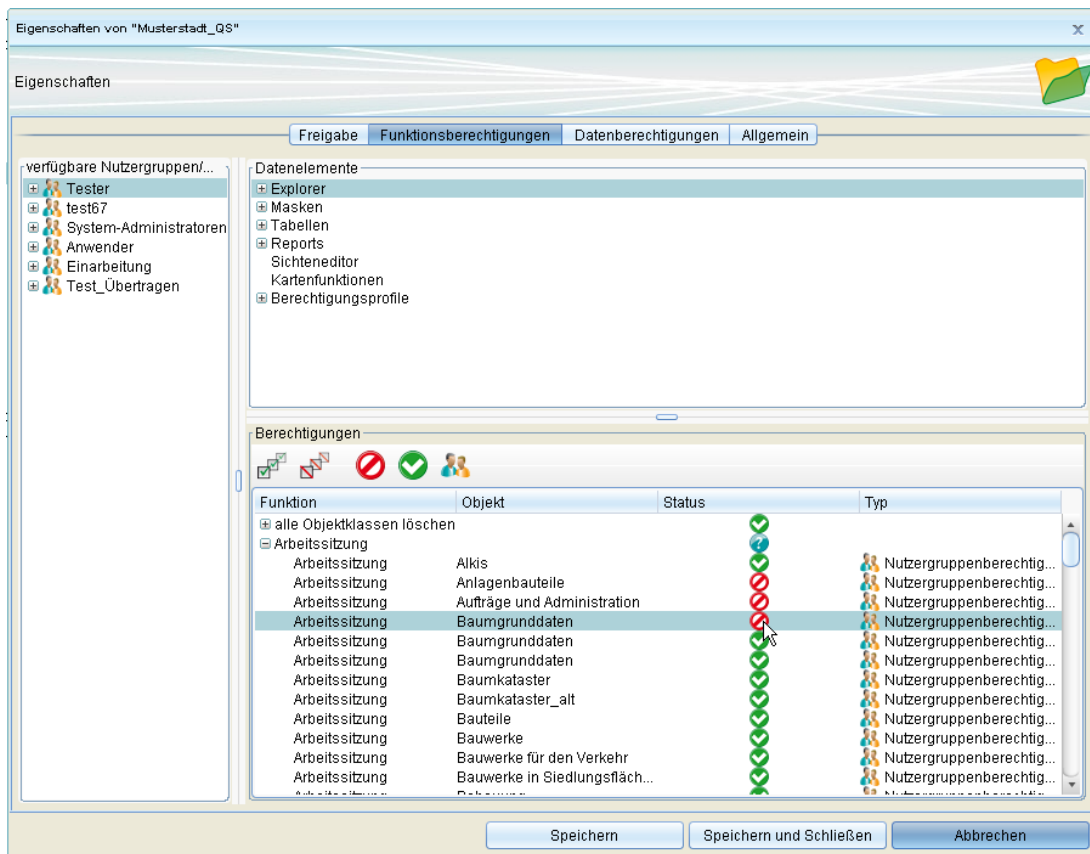 Eigenschaften von "Musterstadt_QS"
x
Eigenschaften
Freigabe Funktionsberechtigungen Datenberechtigungen Allgemein
verfügbare Nutzergruppen/...
Tester
test67
System-Administratoren
Anwender
Einarbeitung
Test_Übertragen
Datenelemente
Explorer
Masken
Tabellen
Reports
Sichteneditor
Kartenfunktionen
Berechtigungsprofile
Berechtigungen
Funktion Objekt Status Typ
alle Objektklassen löschen
Arbeitssitzung
Arbeitssitzung Alkis Nutzergruppenberechtig...
Arbeitssitzung Anlagenbauteile Nutzergruppenberechtig...
Arbeitssitzung Aufträge und Administration Nutzergruppenberechtig...
Arbeitssitzung Baumgrunddaten Nutzergruppenberechtig...
Arbeitssitzung Baumgrunddaten Nutzergruppenberechtig...
Arbeitssitzung Baumgrunddaten Nutzergruppenberechtig...
Arbeitssitzung Baumkataster Nutzergruppenberechtig...
Arbeitssitzung Baumkataster_alt Nutzergruppenberechtig...
Arbeitssitzung Bauteile Nutzergruppenberechtig...
Arbeitssitzung Bauwerke Nutzergruppenberechtig...
Arbeitssitzung Bauwerke für den Verkehr Nutzergruppenberechtig...
Arbeitssitzung Bauwerke in Siedlungsfläch... Nutzergruppenberechtig...
Speichern Speichern und Schließen Abbrechen